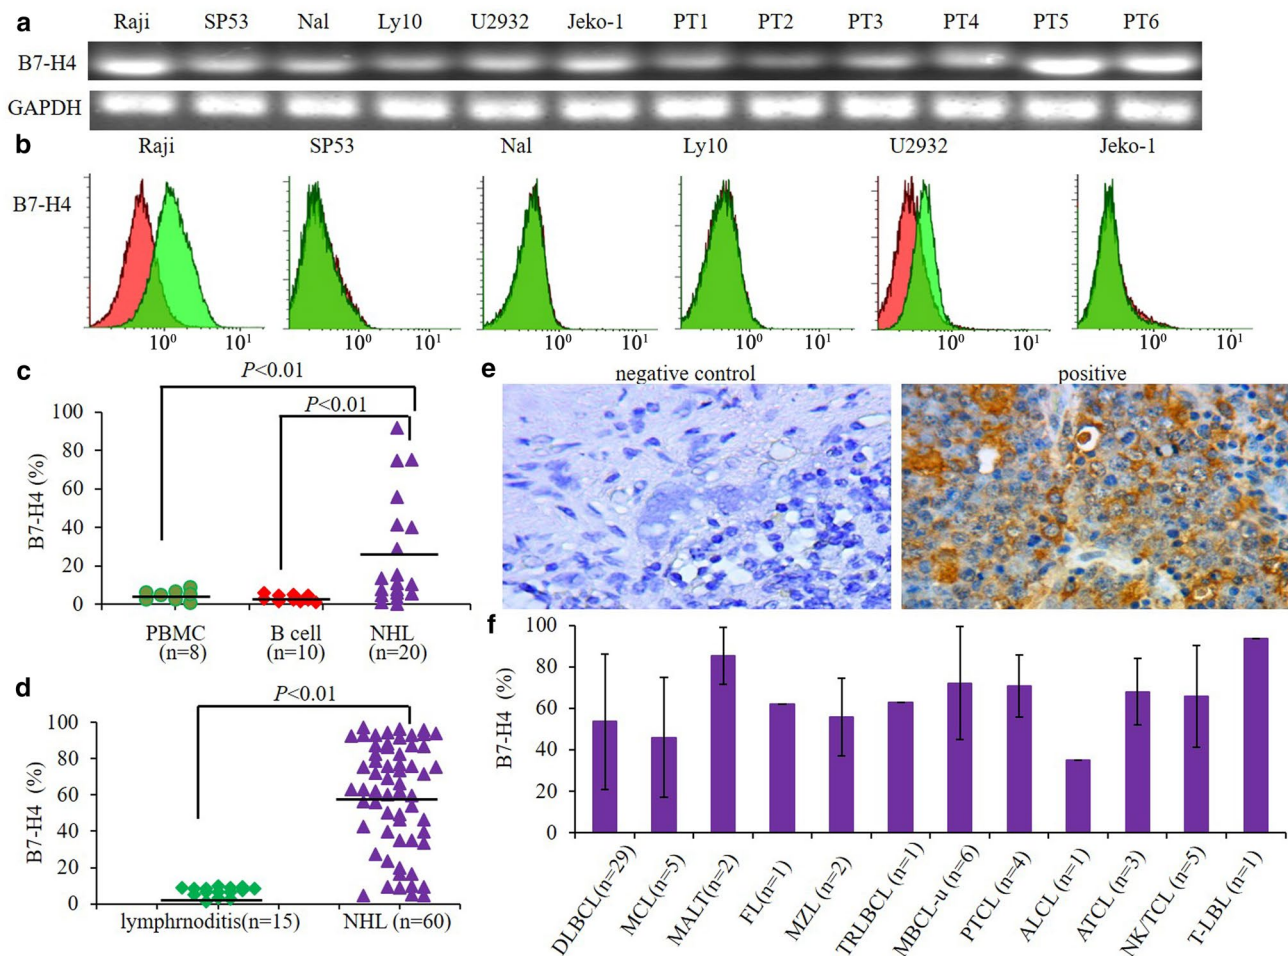 a Raji SP53 Nal Ly10 U2932 Jeko-1 PT1 PT2 PT3 PT4 PT5 PT6
B7-H4
GAPDH
b Raji SP53 Nal Ly10 U2932 Jeko-1
B7-H4
10⁰ 10¹ 10⁰ 10¹ 10⁰ 10¹ 10⁰ 10¹ 10⁰ 10¹ 10⁰ 10¹
c
P<0.01
P<0.01
B7-H4 (%)
100
80
60
40
20
0
PBMC B cell NHL
(n=8) (n=10) (n=20)
d
P<0.01
B7-H4 (%)
100
80
60
40
20
0
lymphrnoditis(n=15) NHL (n=60)
e negative control positive
f
B7-H4 (%)
100
80
60
40
20
0
DLBCL(n=29)
MCL(n=5)
MALT(n=2)
FL(n=1)
MZL (n=2)
TRLBCL (n=1)
MBCL-u (n=6)
PTCL (n=4)
ALCL (n=1)
ATCL (n=3)
NK/TCL (n=5)
T-LBL (n=1)